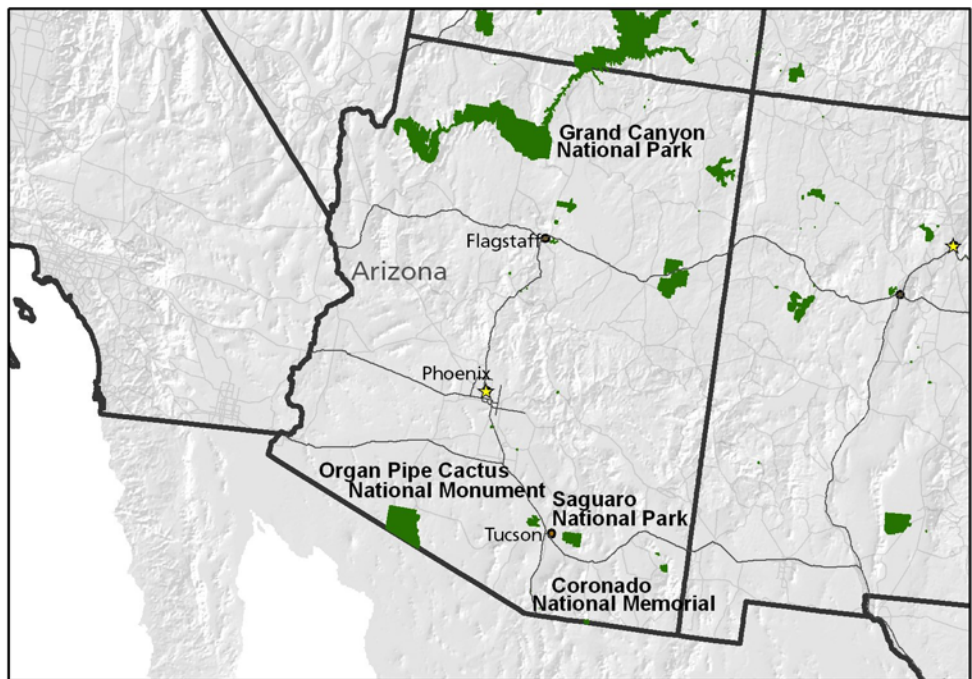 Grand Canyon
National Park
Flagstaff
Arizona
Phoenix
Organ Pipe Cactus
National Monument
Saguaro
National Park
Tucson
Coronado
National Memorial